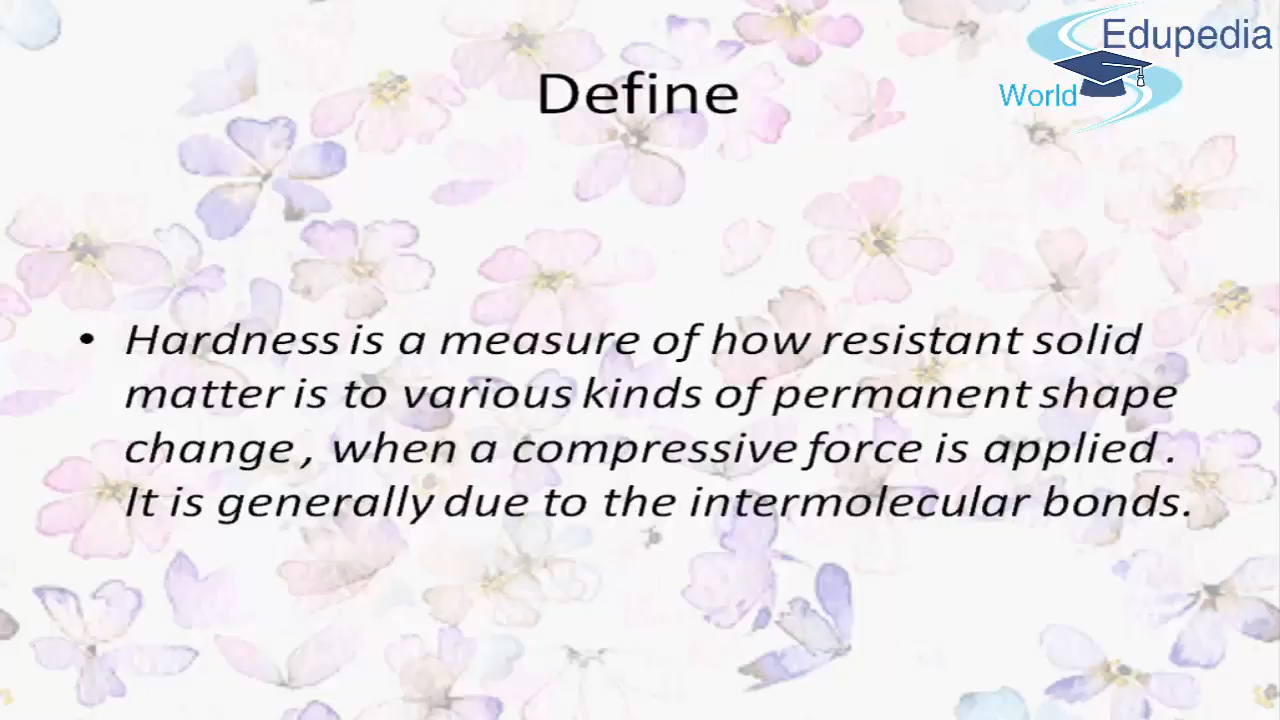 Edupedia
World
Define
• Hardness is a measure of how resistant solid
matter is to various kinds of permanent shape
change , when a compressive force is applied .
It is generally due to the intermolecular bonds.